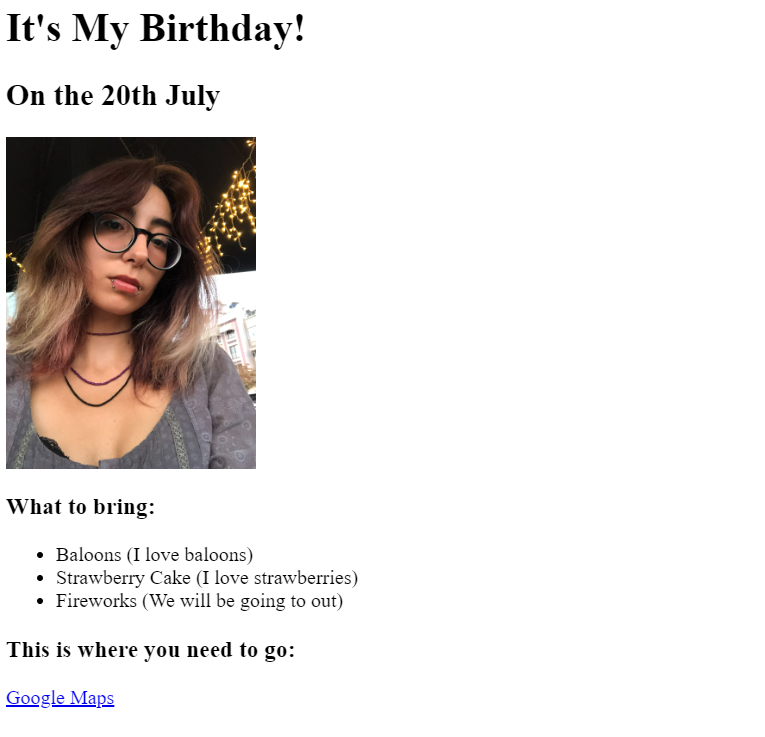 It's My Birthday!
On the 20th July
What to bring:
Baloons (I love baloons)
Strawberry Cake (I love strawberries)
Fireworks (We will be going to out)
This is where you need to go:
Google Maps